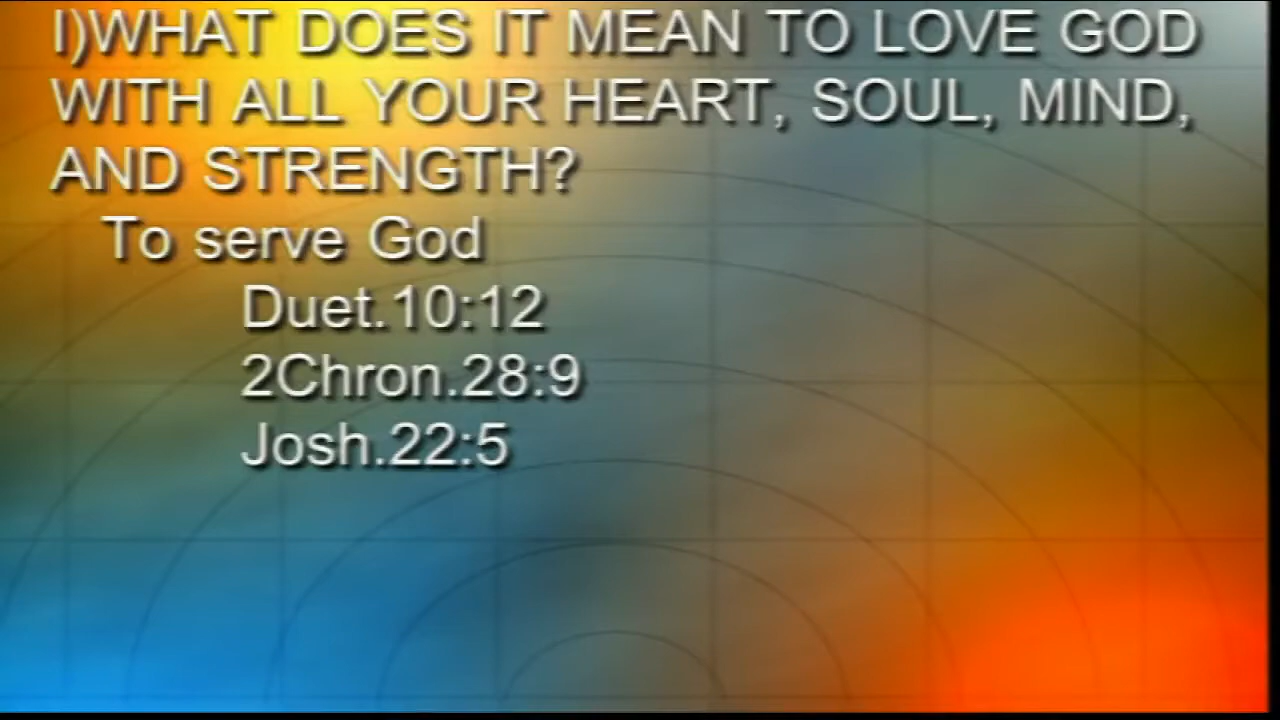 I)WHAT DOES IT MEAN TO LOVE GOD
WITH ALL YOUR HEART, SOUL, MIND,
AND STRENGTH?
To serve God
Duet.10:12
2Chron.28:9
Josh.22:5